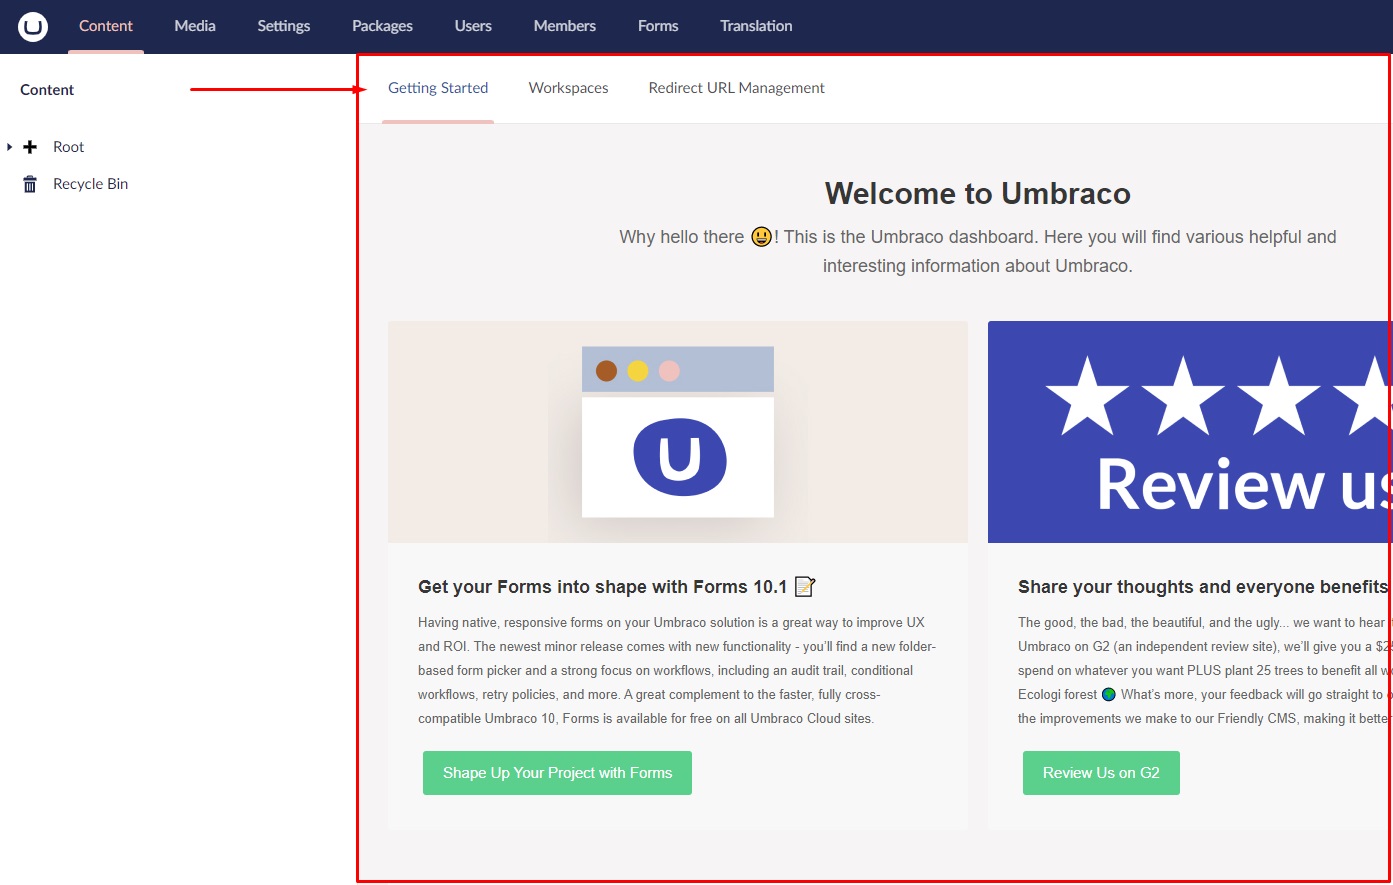 Content Media Settings Packages Users Members Forms Translation
Content
Root
Recycle Bin
Getting Started Workspaces Redirect URL Management
Welcome to Umbraco
Why hello there 😃! This is the Umbraco dashboard. Here you will find various helpful and
interesting information about Umbraco.
Get your Forms into shape with Forms 10.1 📝
Having native, responsive forms on your Umbraco solution is a great way to improve UX
and ROI. The newest minor release comes with new functionality - you'll find a new folder-
based form picker and a strong focus on workflows, including an audit trail, conditional
workflows, retry policies, and more. A great complement to the faster, fully cross-
compatible Umbraco 10, Forms is available for free on all Umbraco Cloud sites.
Shape Up Your Project with Forms
Review us
Share your thoughts and everyone benefits
The good, the bad, the beautiful, and the ugly... we want to hear
Umbraco on G2 (an independent review site), we'll give you a
spend on whatever you want PLUS plant 25 trees to benefit all
Ecologi forest 🌍 What's more, your feedback will go straight to
the improvements we make to our Friendly CMS, making it better
Review Us on G2